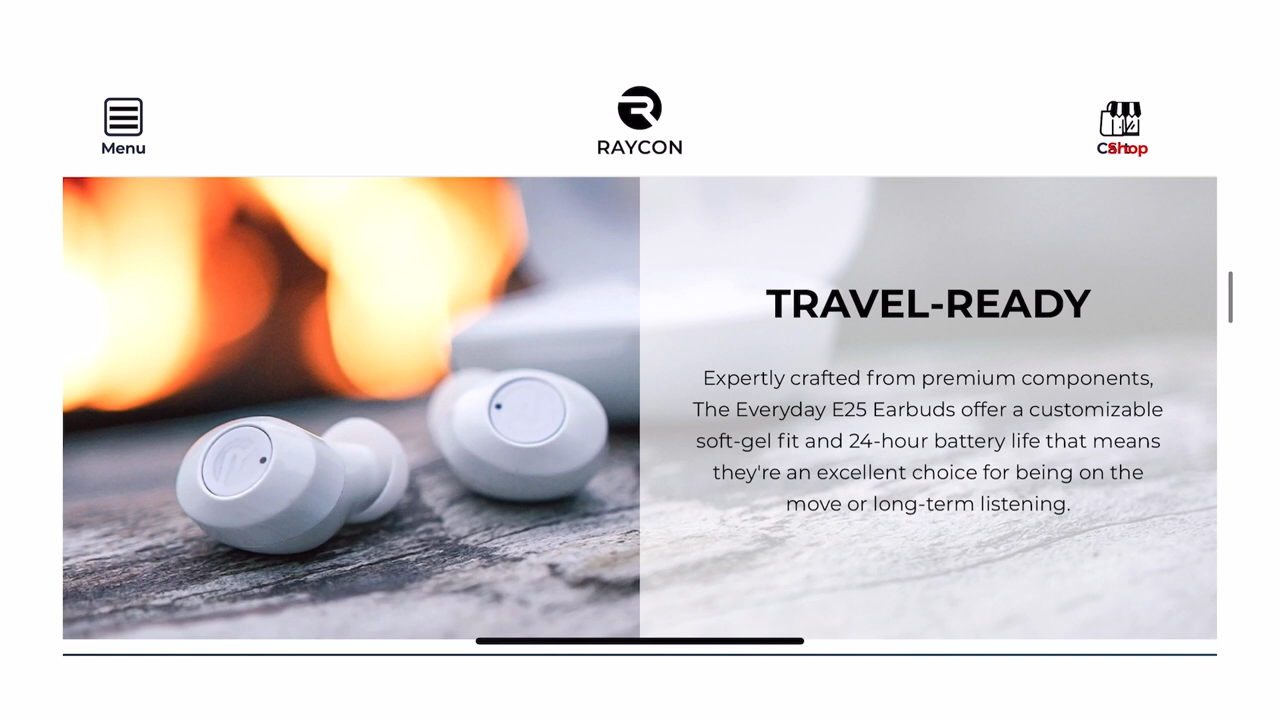 Menu
RAYCON
Cart
Shop
TRAVEL-READY
Expertly crafted from premium components,
The Everyday E25 Earbuds offer a customizable
soft-gel fit and 24-hour battery life that means
they're an excellent choice for being on the
move or long-term listening.